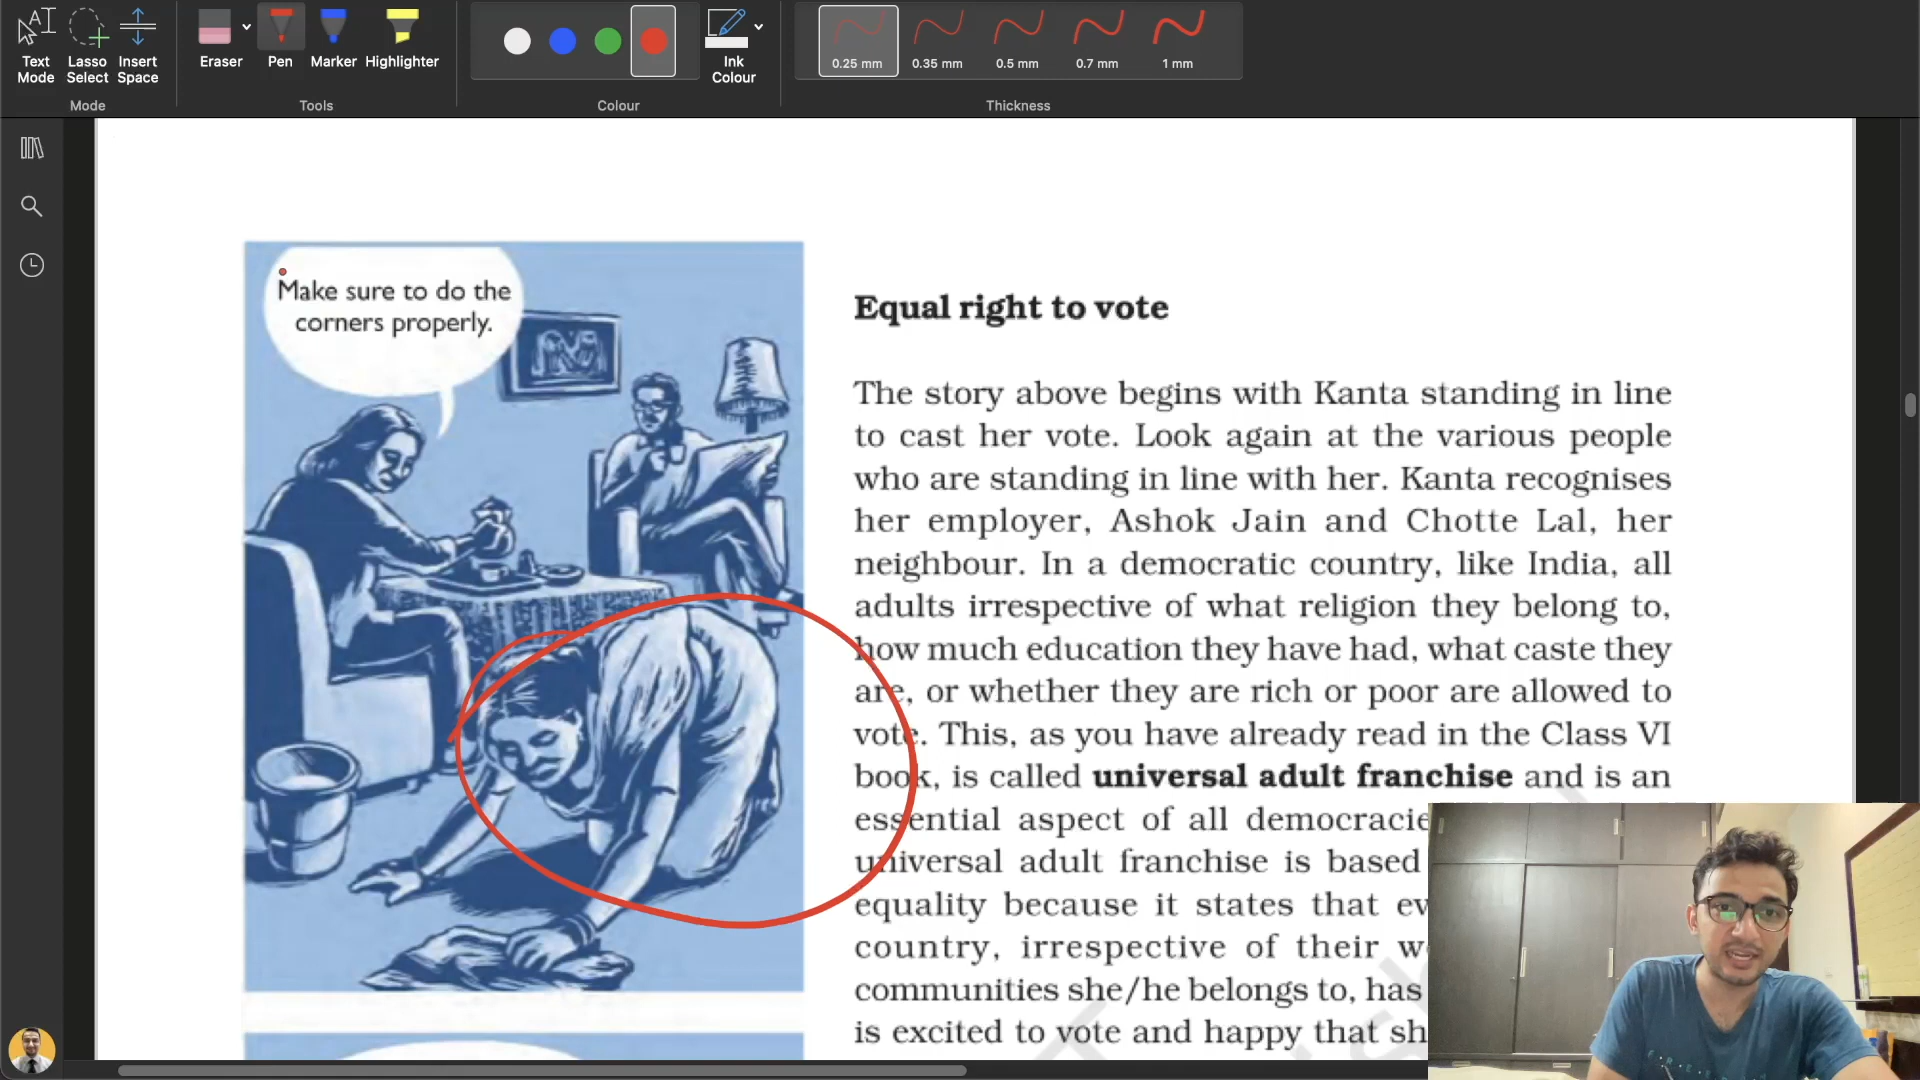 Text
Mode
Lasso
Select
Insert
Space
Mode
Eraser
Pen
Marker
Highlighter
Tools
Ink
Colour
Colour
0.25 mm
0.35 mm
0.5 mm
0.7 mm
1 mm
Thickness
Make sure to do the
corners properly.
Equal right to vote
The story above begins with Kanta standing in line
to cast her vote. Look again at the various people
who are standing in line with her. Kanta recognises
her employer, Ashok Jain and Chotte Lal, her
neighbour. In a democratic country, like India, all
adults irrespective of what religion they belong to,
how much education they have had, what caste they
are, or whether they are rich or poor are allowed to
vote. This, as you have already read in the Class VI
book, is called universal adult franchise and is an
essential aspect of all democracie
universal adult franchise is based
equality because it states that ev
country, irrespective of their w
communities she/he belongs to, has
is excited to vote and happy that sh